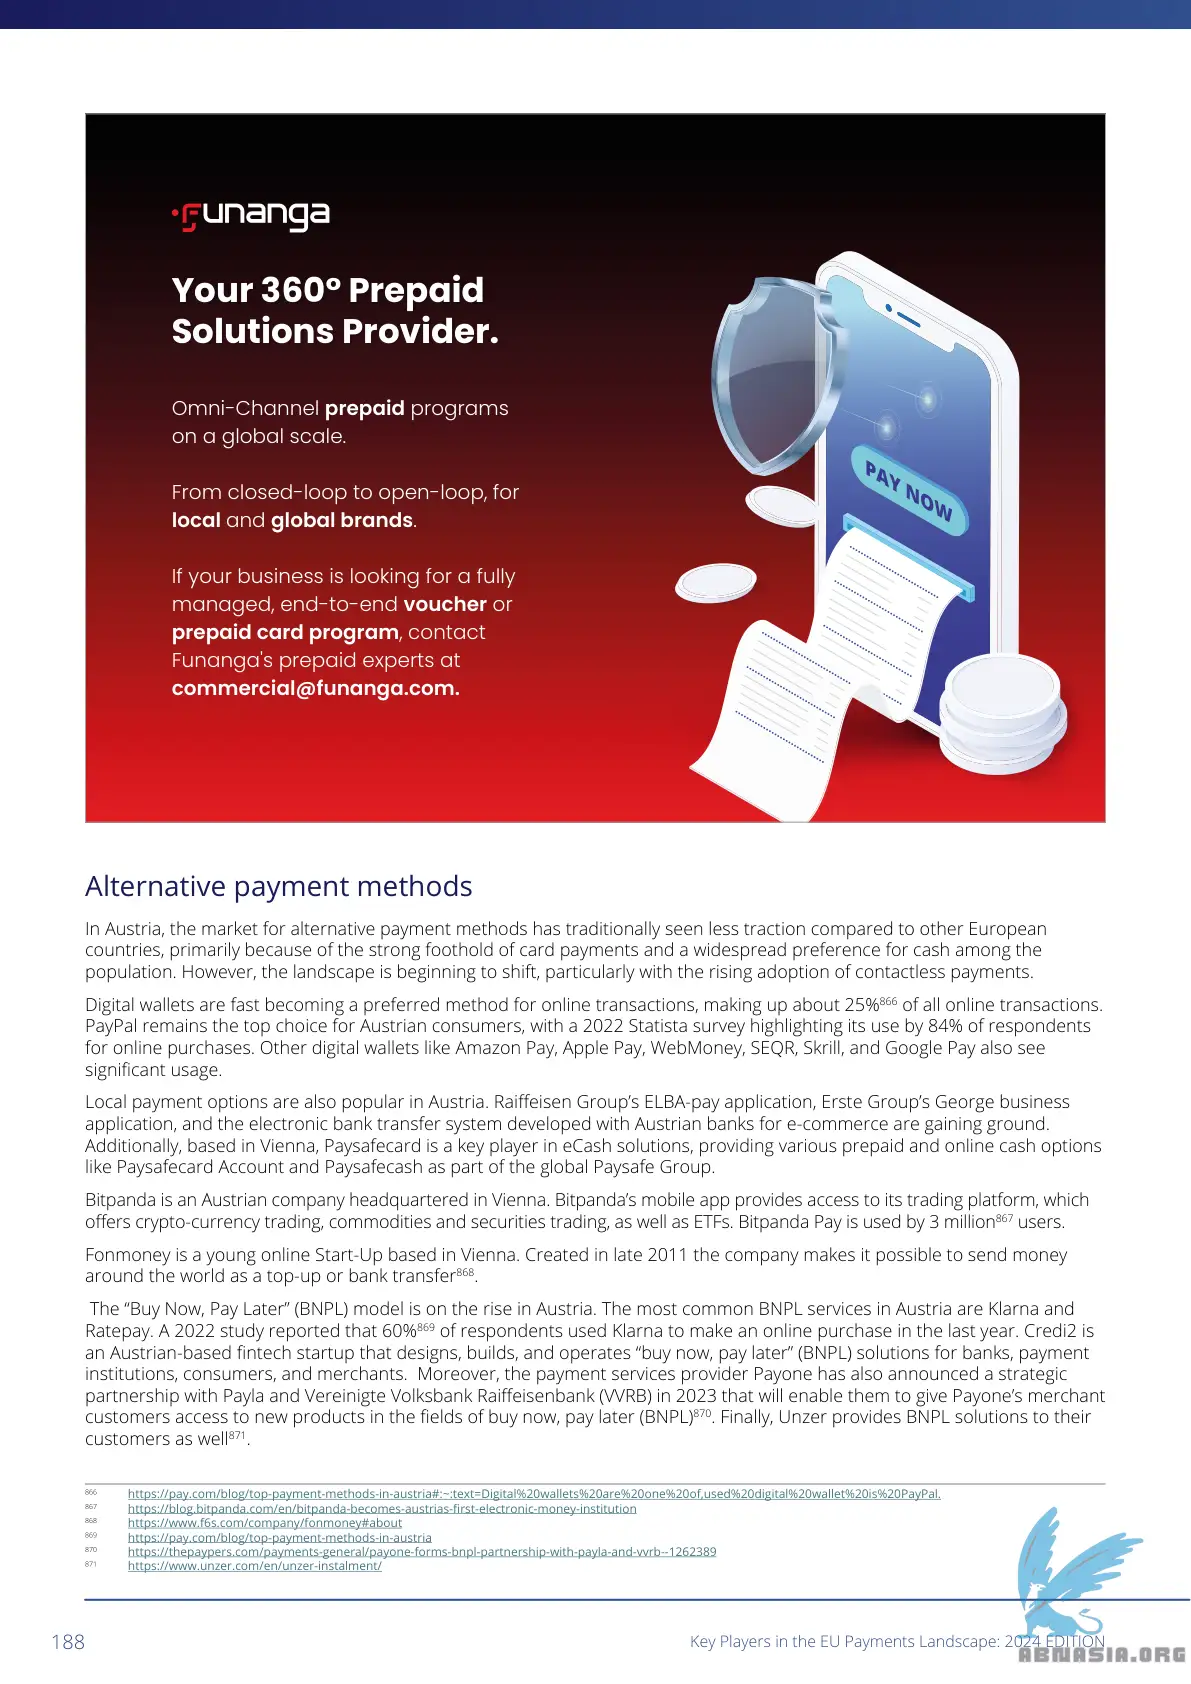 Funanga
Your 360° Prepaid
Solutions Provider.
Omni-Channel prepaid programs
on a global scale.
From closed-loop to open-loop, for
local and global brands.
If your business is looking for a fully
managed, end-to-end voucher or
prepaid card program, contact
Funanga's prepaid experts at
commercial@funanga.com.
PAY NOW
Alternative payment methods
In Austria, the market for alternative payment methods has traditionally seen less traction compared to other European
countries, primarily because of the strong foothold of card payments and a widespread preference for cash among the
population. However, the landscape is beginning to shift, particularly with the rising adoption of contactless payments.
Digital wallets are fast becoming a preferred method for online transactions, making up about 25%866 of all online transactions.
PayPal remains the top choice for Austrian consumers, with a 2022 Statista survey highlighting its use by 84% of respondents
for online purchases. Other digital wallets like Amazon Pay, Apple Pay, WebMoney, SEQR, Skrill, and Google Pay also see
significant usage.
Local payment options are also popular in Austria. Raiffeisen Group’s ELBA-pay application, Erste Group’s George business
application, and the electronic bank transfer system developed with Austrian banks for e-commerce are gaining ground.
Additionally, based in Vienna, Paysafecard is a key player in eCash solutions, providing various prepaid and online cash options
like Paysafecard Account and Paysafecash as part of the global Paysafe Group.
Bitpanda is an Austrian company headquartered in Vienna. Bitpanda’s mobile app provides access to its trading platform, which
offers crypto-currency trading, commodities and securities trading, as well as ETFs. Bitpanda Pay is used by 3 million867 users.
Fonmoney is a young online Start-Up based in Vienna. Created in late 2011 the company makes it possible to send money
around the world as a top-up or bank transfer868.
The “Buy Now, Pay Later” (BNPL) model is on the rise in Austria. The most common BNPL services in Austria are Klarna and
Ratepay. A 2022 study reported that 60%869 of respondents used Klarna to make an online purchase in the last year. Credi2 is
an Austrian-based fintech startup that designs, builds, and operates “buy now, pay later” (BNPL) solutions for banks, payment
institutions, consumers, and merchants.  Moreover, the payment services provider Payone has also announced a strategic
partnership with Payla and Vereinigte Volksbank Raiffeisenbank (VVRB) in 2023 that will enable them to give Payone’s merchant
customers access to new products in the fields of buy now, pay later (BNPL)870. Finally, Unzer provides BNPL solutions to their
customers as well871.
866 https://pay.com/blog/top-payment-methods-in-austria#:~:text=Digital%20wallets%20are%20one%20of,used%20digital%20wallet%20is%20PayPal.
867 https://blog.bitpanda.com/en/bitpanda-becomes-austrias-first-electronic-money-institution
868 https://www.f6s.com/company/fonmoney#about
869 https://pay.com/blog/top-payment-methods-in-austria
870 https://thepaypers.com/payments-general/payone-forms-bnpl-partnership-with-payla-and-vvrb--1262389
871 https://www.unzer.com/en/unzer-instalment/
188 Key Players in the EU Payments Landscape: 2024 EDITION
ABNASIA.ORG